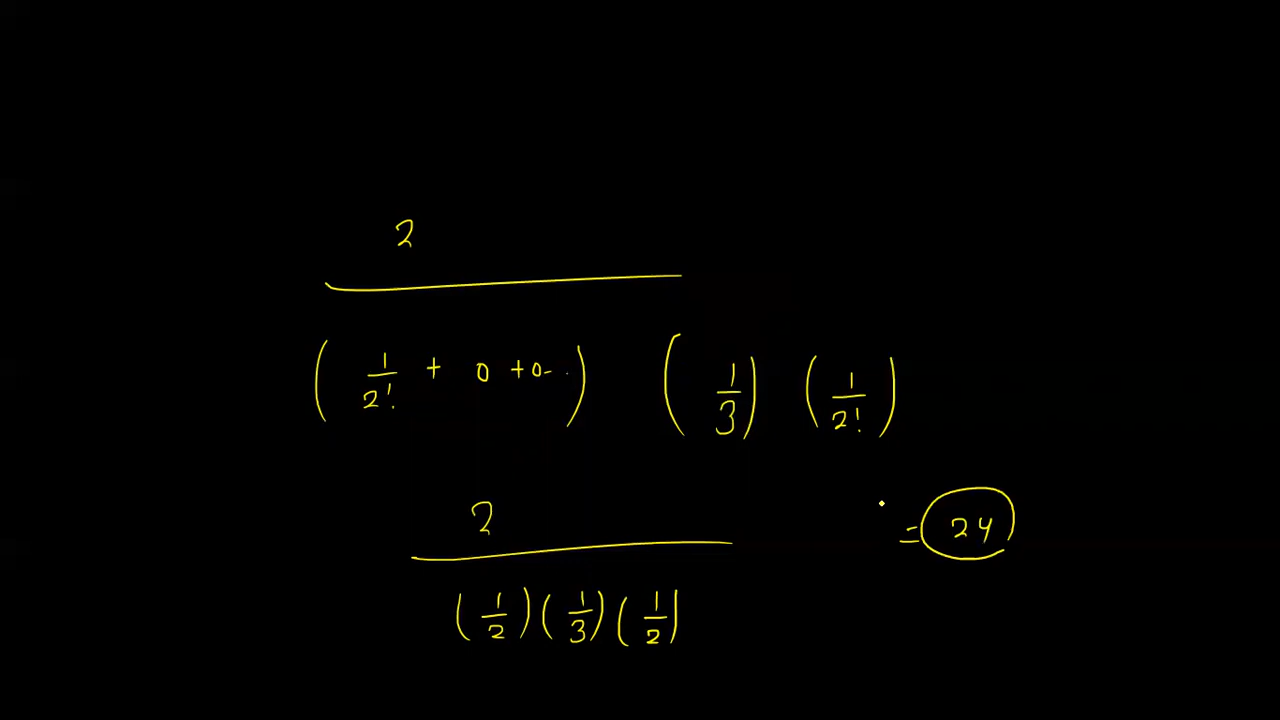 2
( 1/2! + 0 + 0 - . ) ( 1/3 ) ( 1/2! )
2
= 24
( 1/2 ) ( 1/3 ) ( 1/2 )